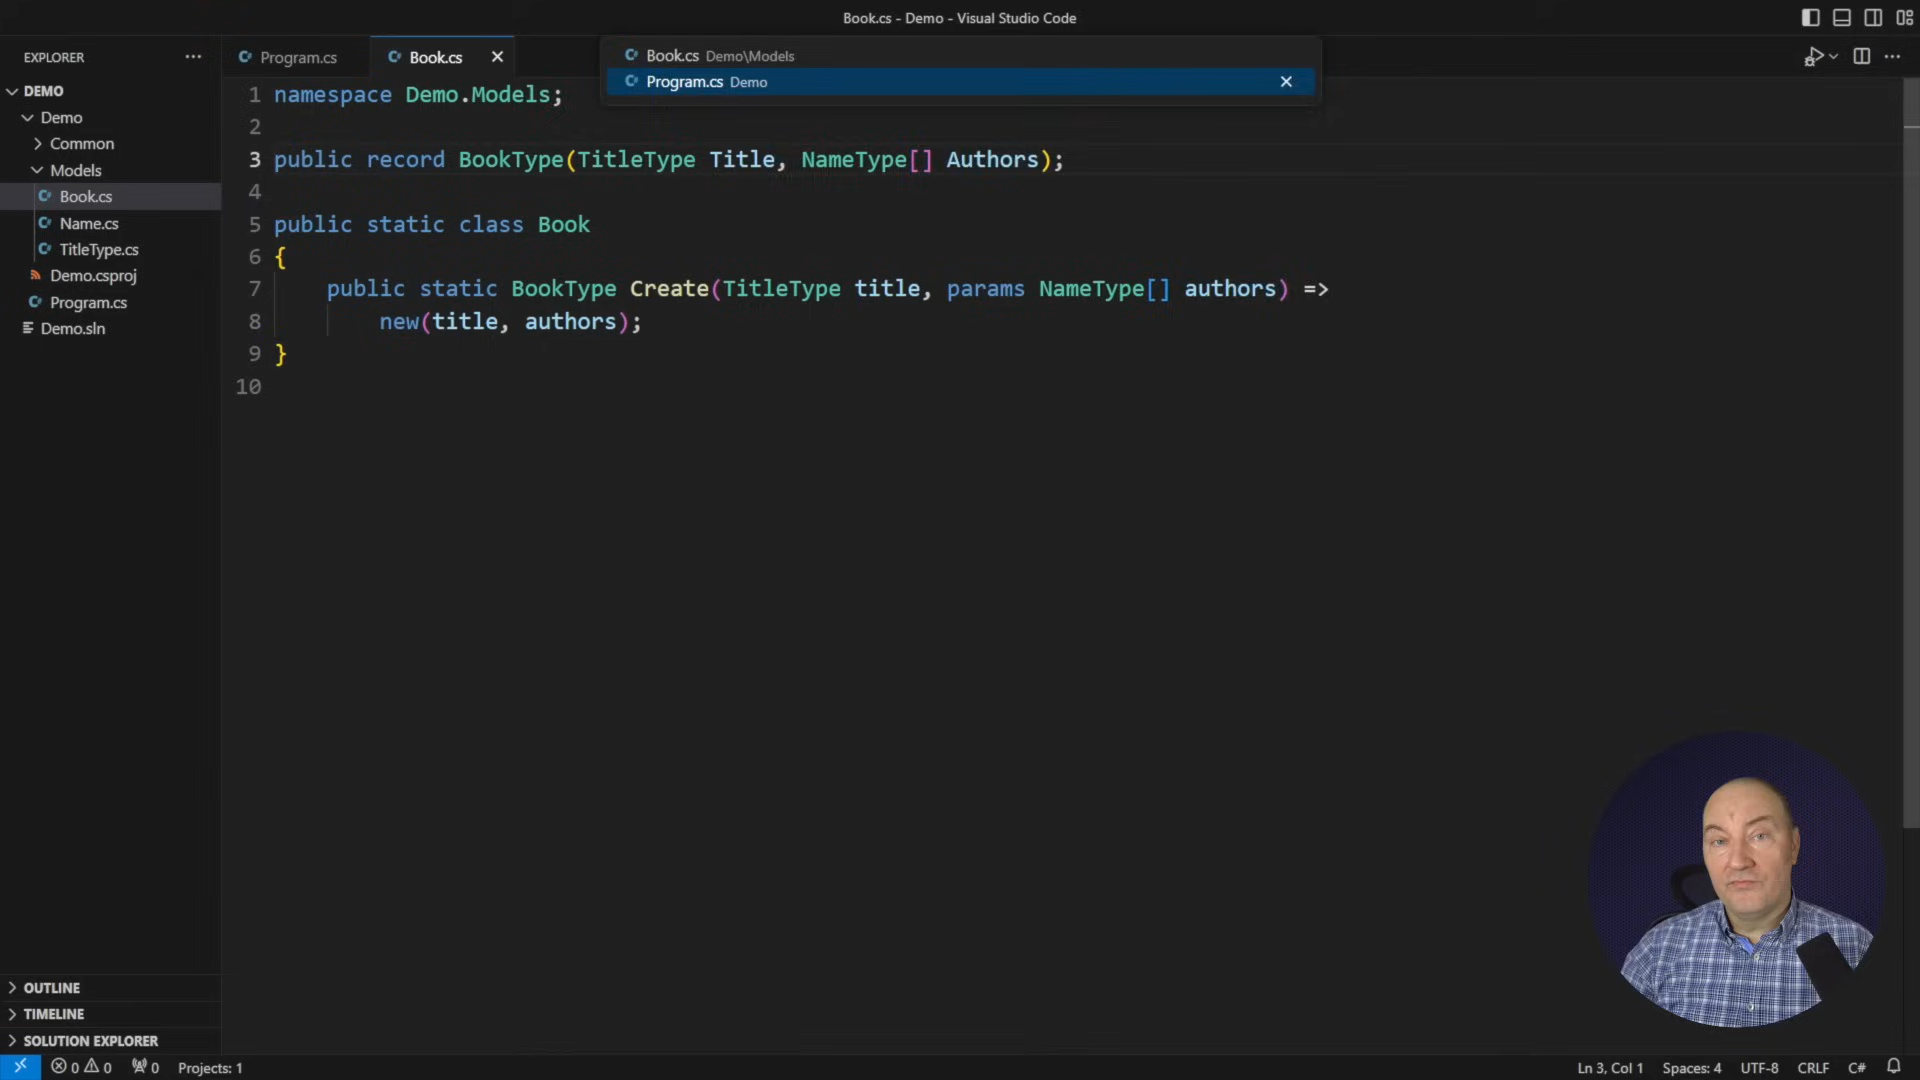 Book.cs - Demo - Visual Studio Code
EXPLORER
Program.cs
Book.cs
Book.cs Demo\Models
Program.cs Demo
DEMO
Demo
Common
Models
Book.cs
Name.cs
TitleType.cs
Demo.csproj
Program.cs
Demo.sln
1 namespace Demo.Models;
2
3 public record BookType(TitleType Title, NameType[] Authors);
4
5 public static class Book
6 {
7 public static BookType Create(TitleType title, params NameType[] authors) =>
8 new(title, authors);
9 }
10
OUTLINE
TIMELINE
SOLUTION EXPLORER
0 0 0 Projects: 1 Ln 3, Col 1 Spaces: 4 UTF-8 CRLF C#